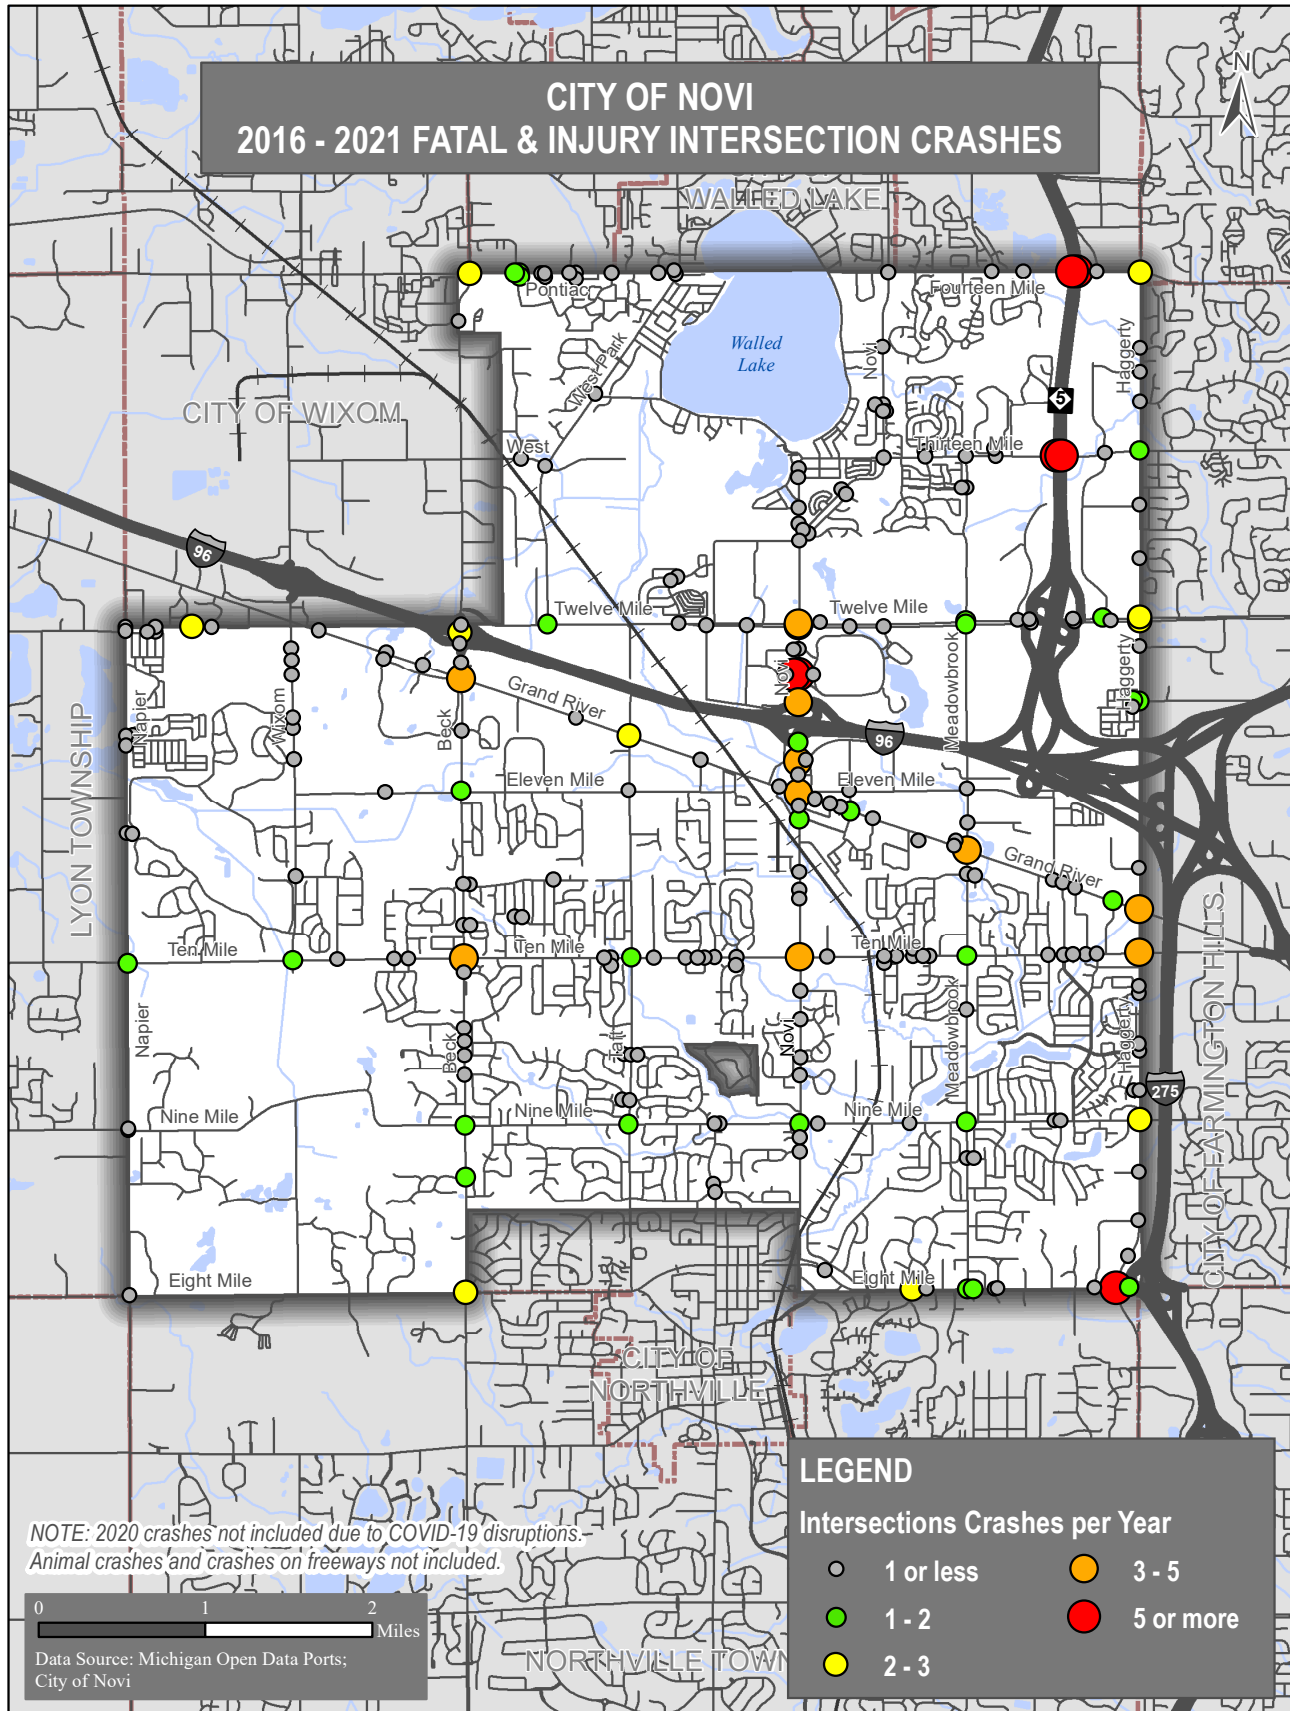 CITY OF NOVI
2016 - 2021 FATAL & INJURY INTERSECTION CRASHES
N
WALLED LAKE
Pontiac
Fourteen Mile
Walled
Lake
Novi
Haggerty
West Park
5
CITY OF WIXOM
West
Thirteen Mile
96
Twelve Mile
Twelve Mile
Meadowbrook
Haggerty
Novi
Grand River
Napier
Wixom
Beck
96
LYON TOWNSHIP
Eleven Mile
Eleven Mile
Grand River
Ten Mile
Ten Mile
Ten Mile
CITY OF FARMINGTON HILLS
Napier
Beck
Taft
Novi
Meadowbrook
Haggerty
275
Nine Mile
Nine Mile
Nine Mile
Eight Mile
Eight Mile
CITY OF
NORTHVILLE
LEGEND
Intersections Crashes per Year
1 or less
3 - 5
1 - 2
5 or more
2 - 3
NOTE: 2020 crashes not included due to COVID-19 disruptions.
Animal crashes and crashes on freeways not included.
0 1 2
Miles
Data Source: Michigan Open Data Ports;
City of Novi
NORTHVILLE TOWN